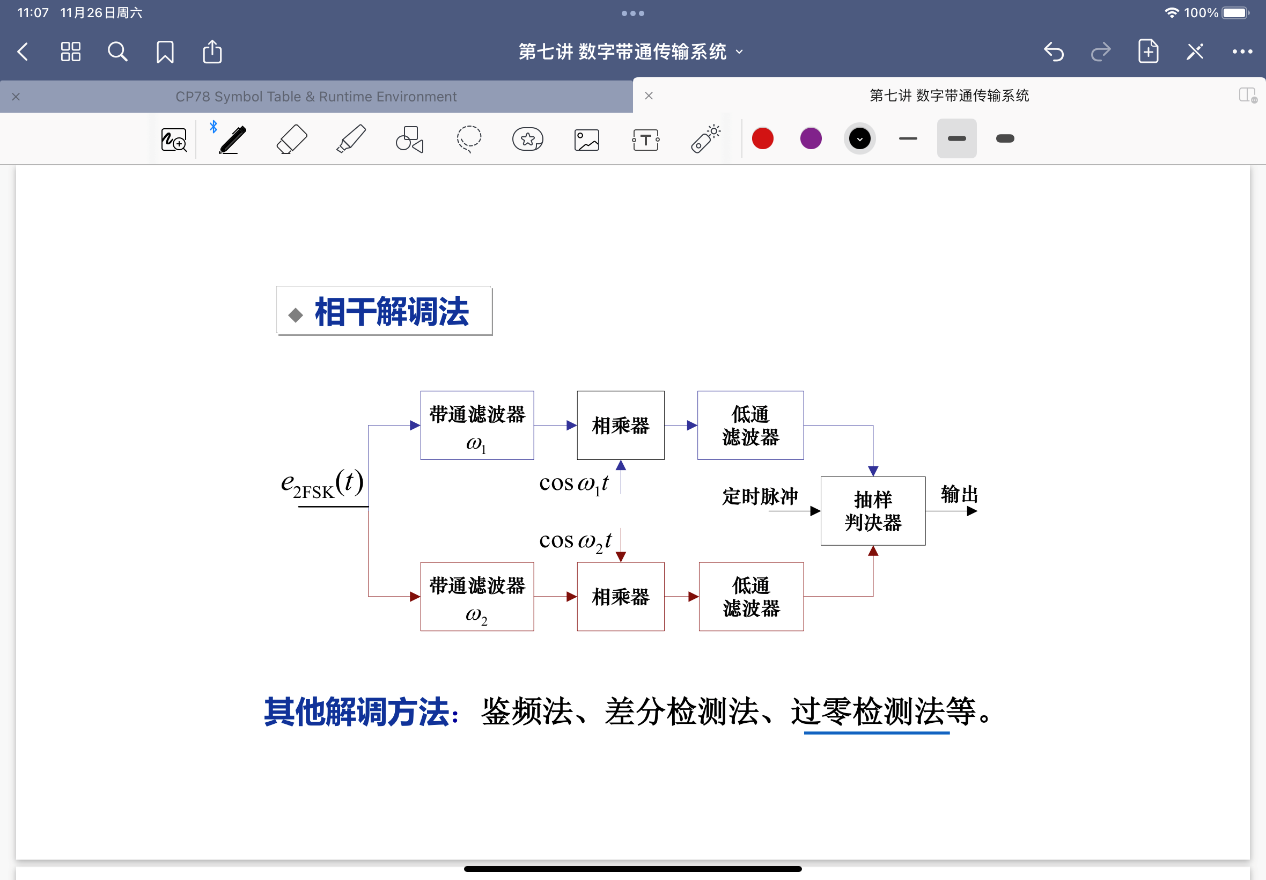 11:07 11月26日周六
100%
第七讲 数字带通传输系统
CP78 Symbol Table & Runtime Environment
第七讲 数字带通传输系统
T
相干解调法
带通滤波器
ω₁
相乘器
低通
滤波器
e₂FSK(t)
cos ω₁t
定时脉冲
抽样
判决器
输出
cos ω₂t
带通滤波器
ω₂
相乘器
低通
滤波器
其他解调方法：鉴频法、差分检测法、过零检测法等。